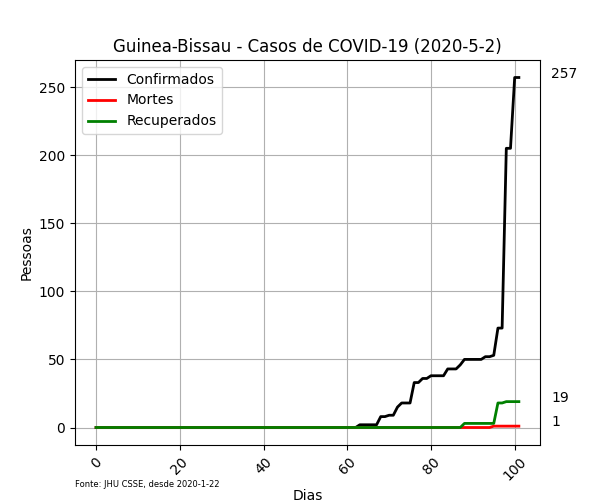 Guinea-Bissau - Casos de COVID-19 (2020-5-2)
Confirmados
Mortes
Recuperados
257
19
1
Pessoas
250
200
150
100
50
0
0
20
40
60
80
100
Fonte: JHU CSSE, desde 2020-1-22
Dias